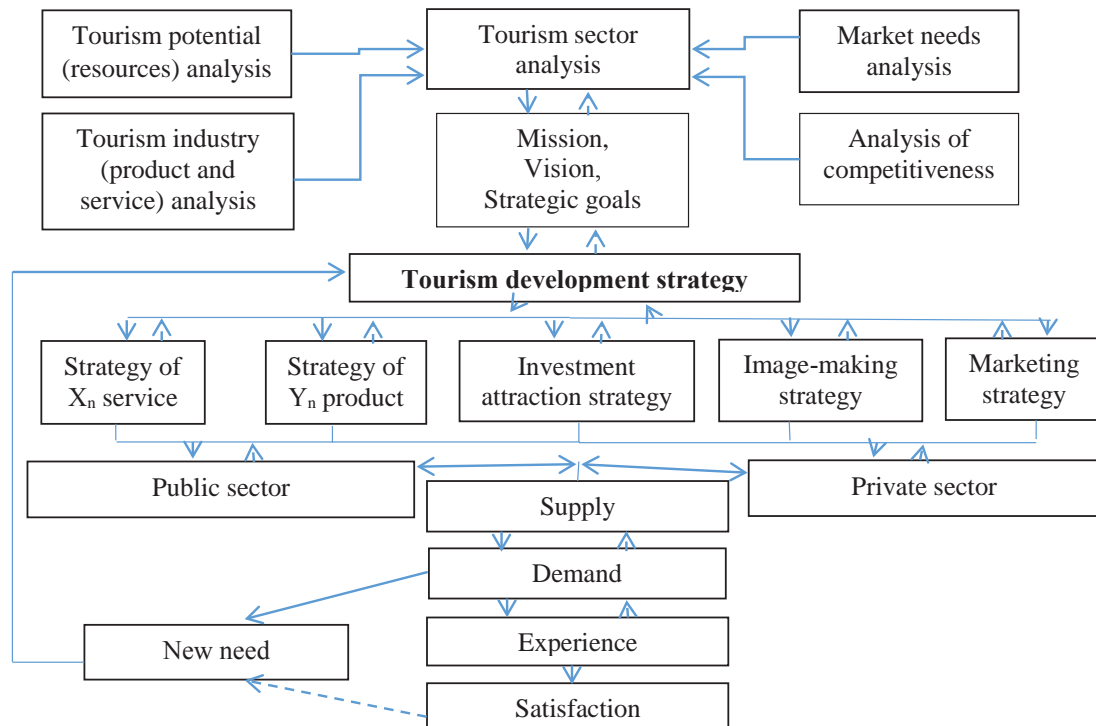 Tourism potential
(resources) analysis
Tourism sector
analysis
Market needs
analysis
Tourism industry
(product and
service) analysis
Mission,
Vision,
Strategic goals
Analysis of
competitiveness
Tourism development strategy
Strategy of
Xₙ service
Strategy of
Yₙ product
Investment
attraction strategy
Image-making
strategy
Marketing
strategy
Public sector
Private sector
Supply
Demand
New need
Experience
Satisfaction